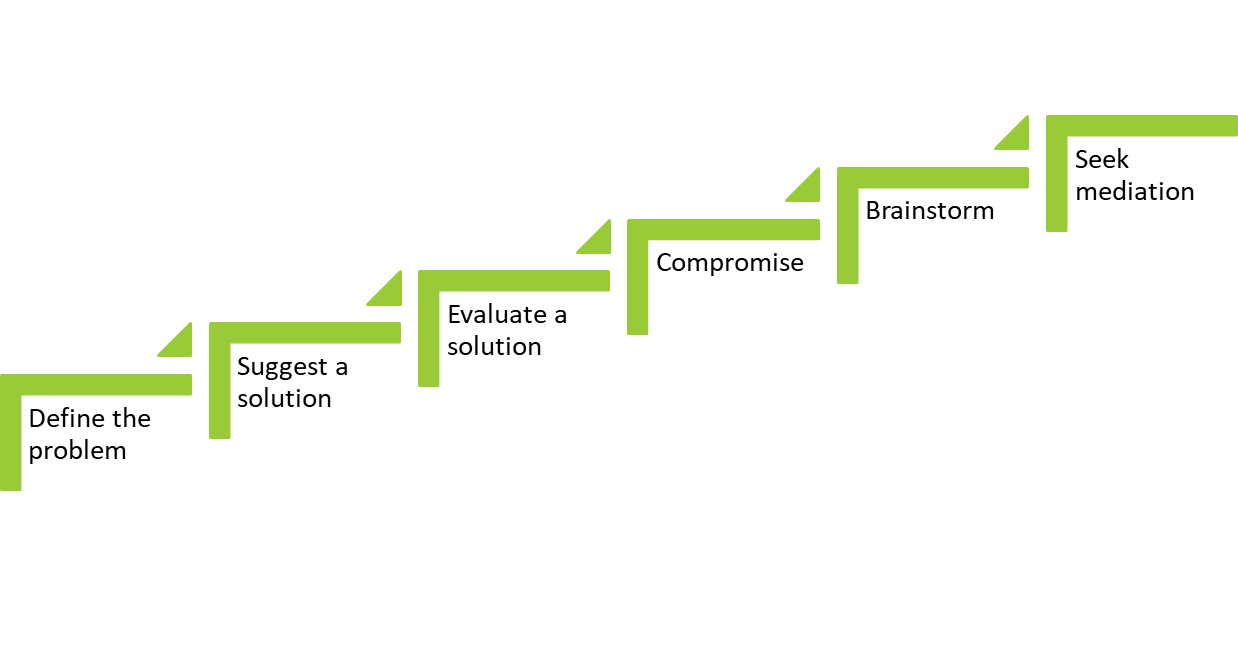 Define the
problem
Suggest a
solution
Evaluate a
solution
Compromise
Brainstorm
Seek
mediation